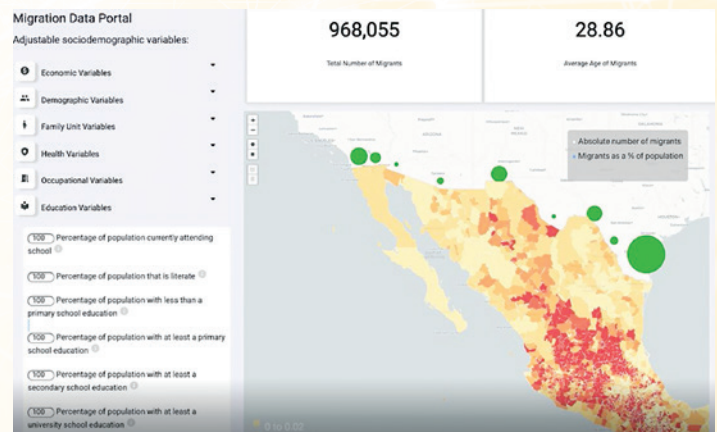 Migration Data Portal
Adjustable sociodemographic variables:
Economic Variables
Demographic Variables
Family Unit Variables
Health Variables
Occupational Variables
Education Variables
100 Percentage of population currently attending
school
100 Percentage of population that is literate
100 Percentage of population with less than a
primary school education
100 Percentage of population with at least a primary
school education
100 Percentage of population with at least a
secondary school education
100 Percentage of population with at least a
university school education
968,055
Total Number of Migrants
28.86
Average Age of Migrants
Absolute number of migrants
Migrants as a % of population
ARIZONA
NEW
MEXICO
0 to 0.02